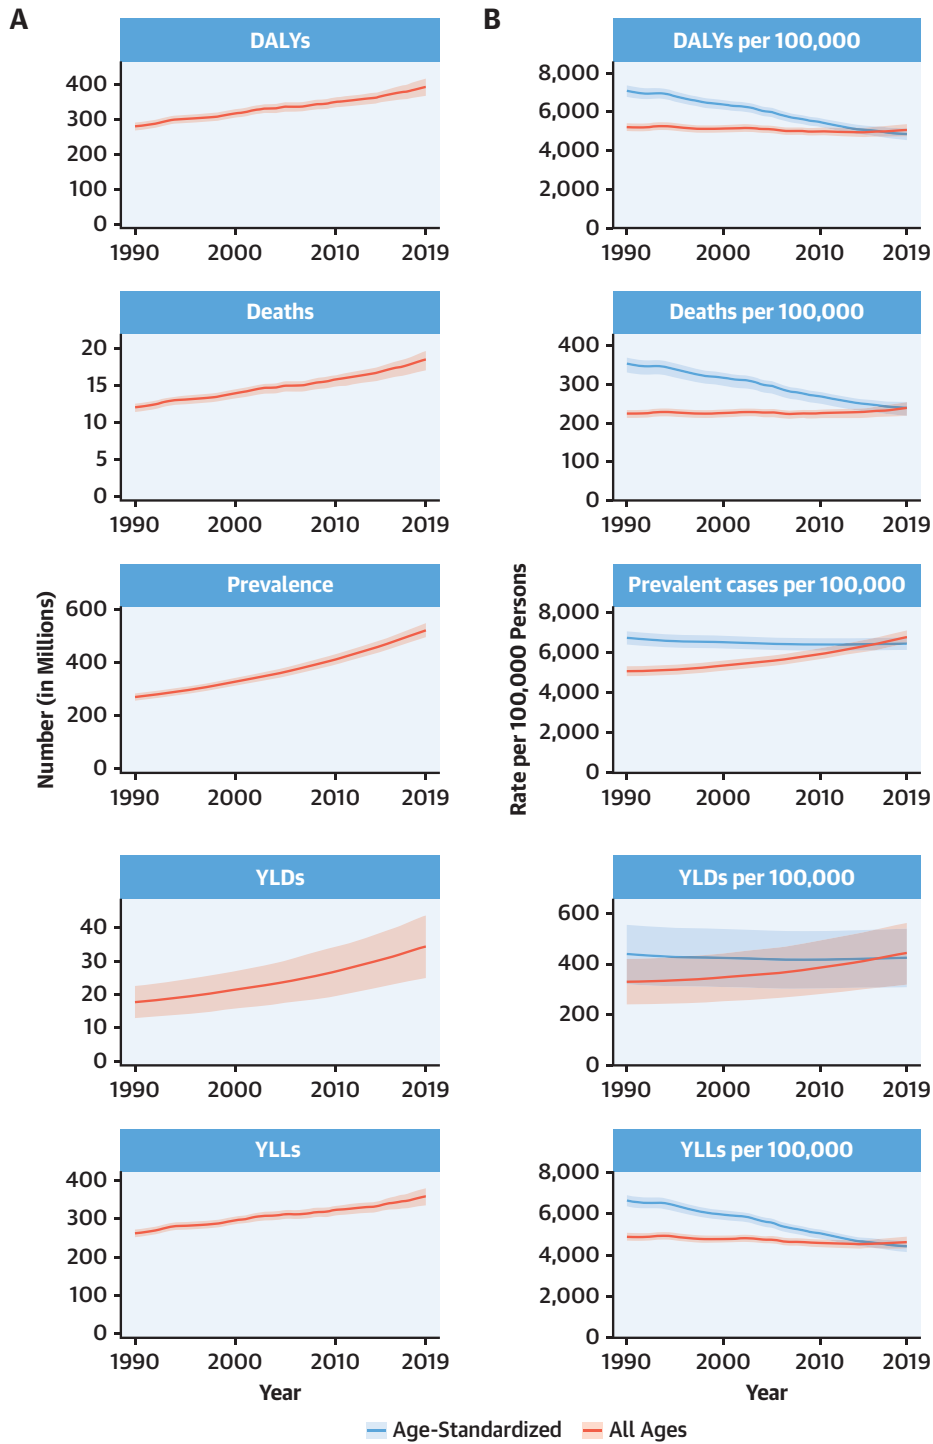 A
DALYs
400
300
200
100
0
1990 2000 2010 2019
Deaths
20
15
10
5
0
1990 2000 2010 2019
Prevalence
600
400
200
0
1990 2000 2010 2019
YLDs
40
30
20
10
0
1990 2000 2010 2019
YLLs
400
300
200
100
0
1990 2000 2010 2019
Year
Number (in Millions)
B
DALYs per 100,000
8,000
6,000
4,000
2,000
0
1990 2000 2010 2019
Deaths per 100,000
400
300
200
100
0
1990 2000 2010 2019
Prevalent cases per 100,000
8,000
6,000
4,000
2,000
0
1990 2000 2010 2019
YLDs per 100,000
600
400
200
0
1990 2000 2010 2019
YLLs per 100,000
8,000
6,000
4,000
2,000
0
1990 2000 2010 2019
Year
Rate per 100,000 Persons
Age-Standardized All Ages